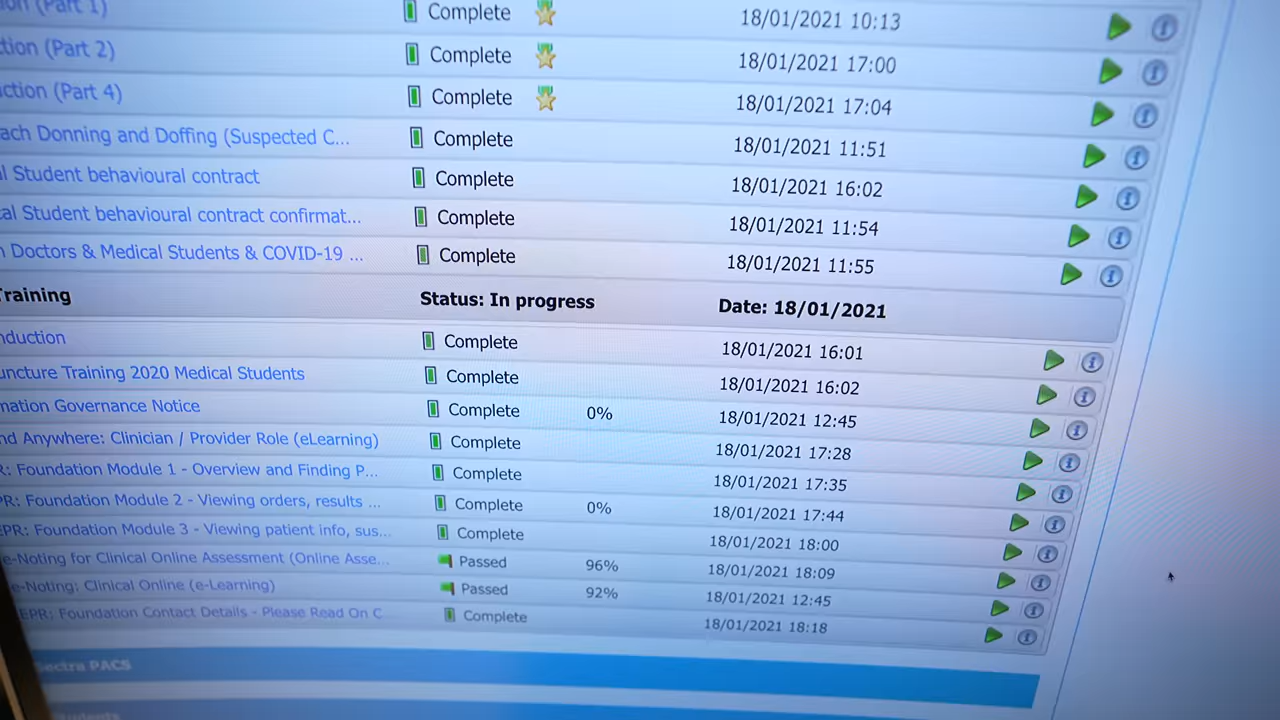 (Part 1) Complete 18/01/2021 10:13
tion (Part 2) Complete 18/01/2021 17:00
uction (Part 4) Complete 18/01/2021 17:04
ach Donning and Doffing (Suspected C... Complete 18/01/2021 11:51
l Student behavioural contract Complete 18/01/2021 16:02
al Student behavioural contract confirmat... Complete 18/01/2021 11:54
n Doctors & Medical Students & COVID-19 ... Complete 18/01/2021 11:55
Training Status: In progress Date: 18/01/2021
nduction Complete 18/01/2021 16:01
uncture Training 2020 Medical Students Complete 18/01/2021 16:02
mation Governance Notice Complete 0% 18/01/2021 12:45
nd Anywhere: Clinician / Provider Role (eLearning) Complete 18/01/2021 17:28
R: Foundation Module 1 - Overview and Finding P... Complete 18/01/2021 17:35
PR: Foundation Module 2 - Viewing orders, results ... Complete 0% 18/01/2021 17:44
EPR: Foundation Module 3 - Viewing patient info, sus... Complete 18/01/2021 18:00
e-Noting for Clinical Online Assessment (Online Asse... Passed 96% 18/01/2021 18:09
e-Noting: Clinical Online (e-Learning) Passed 92% 18/01/2021 12:45
EPR: Foundation Contact Details - Please Read On C Complete 18/01/2021 18:18
Sectra PACS